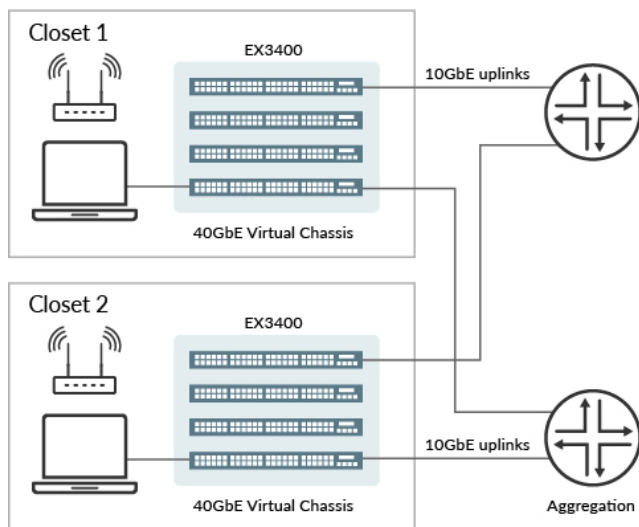 Closet 1
EX3400
10GbE uplinks
40GbE Virtual Chassis
Closet 2
EX3400
10GbE uplinks
40GbE Virtual Chassis
Aggregation